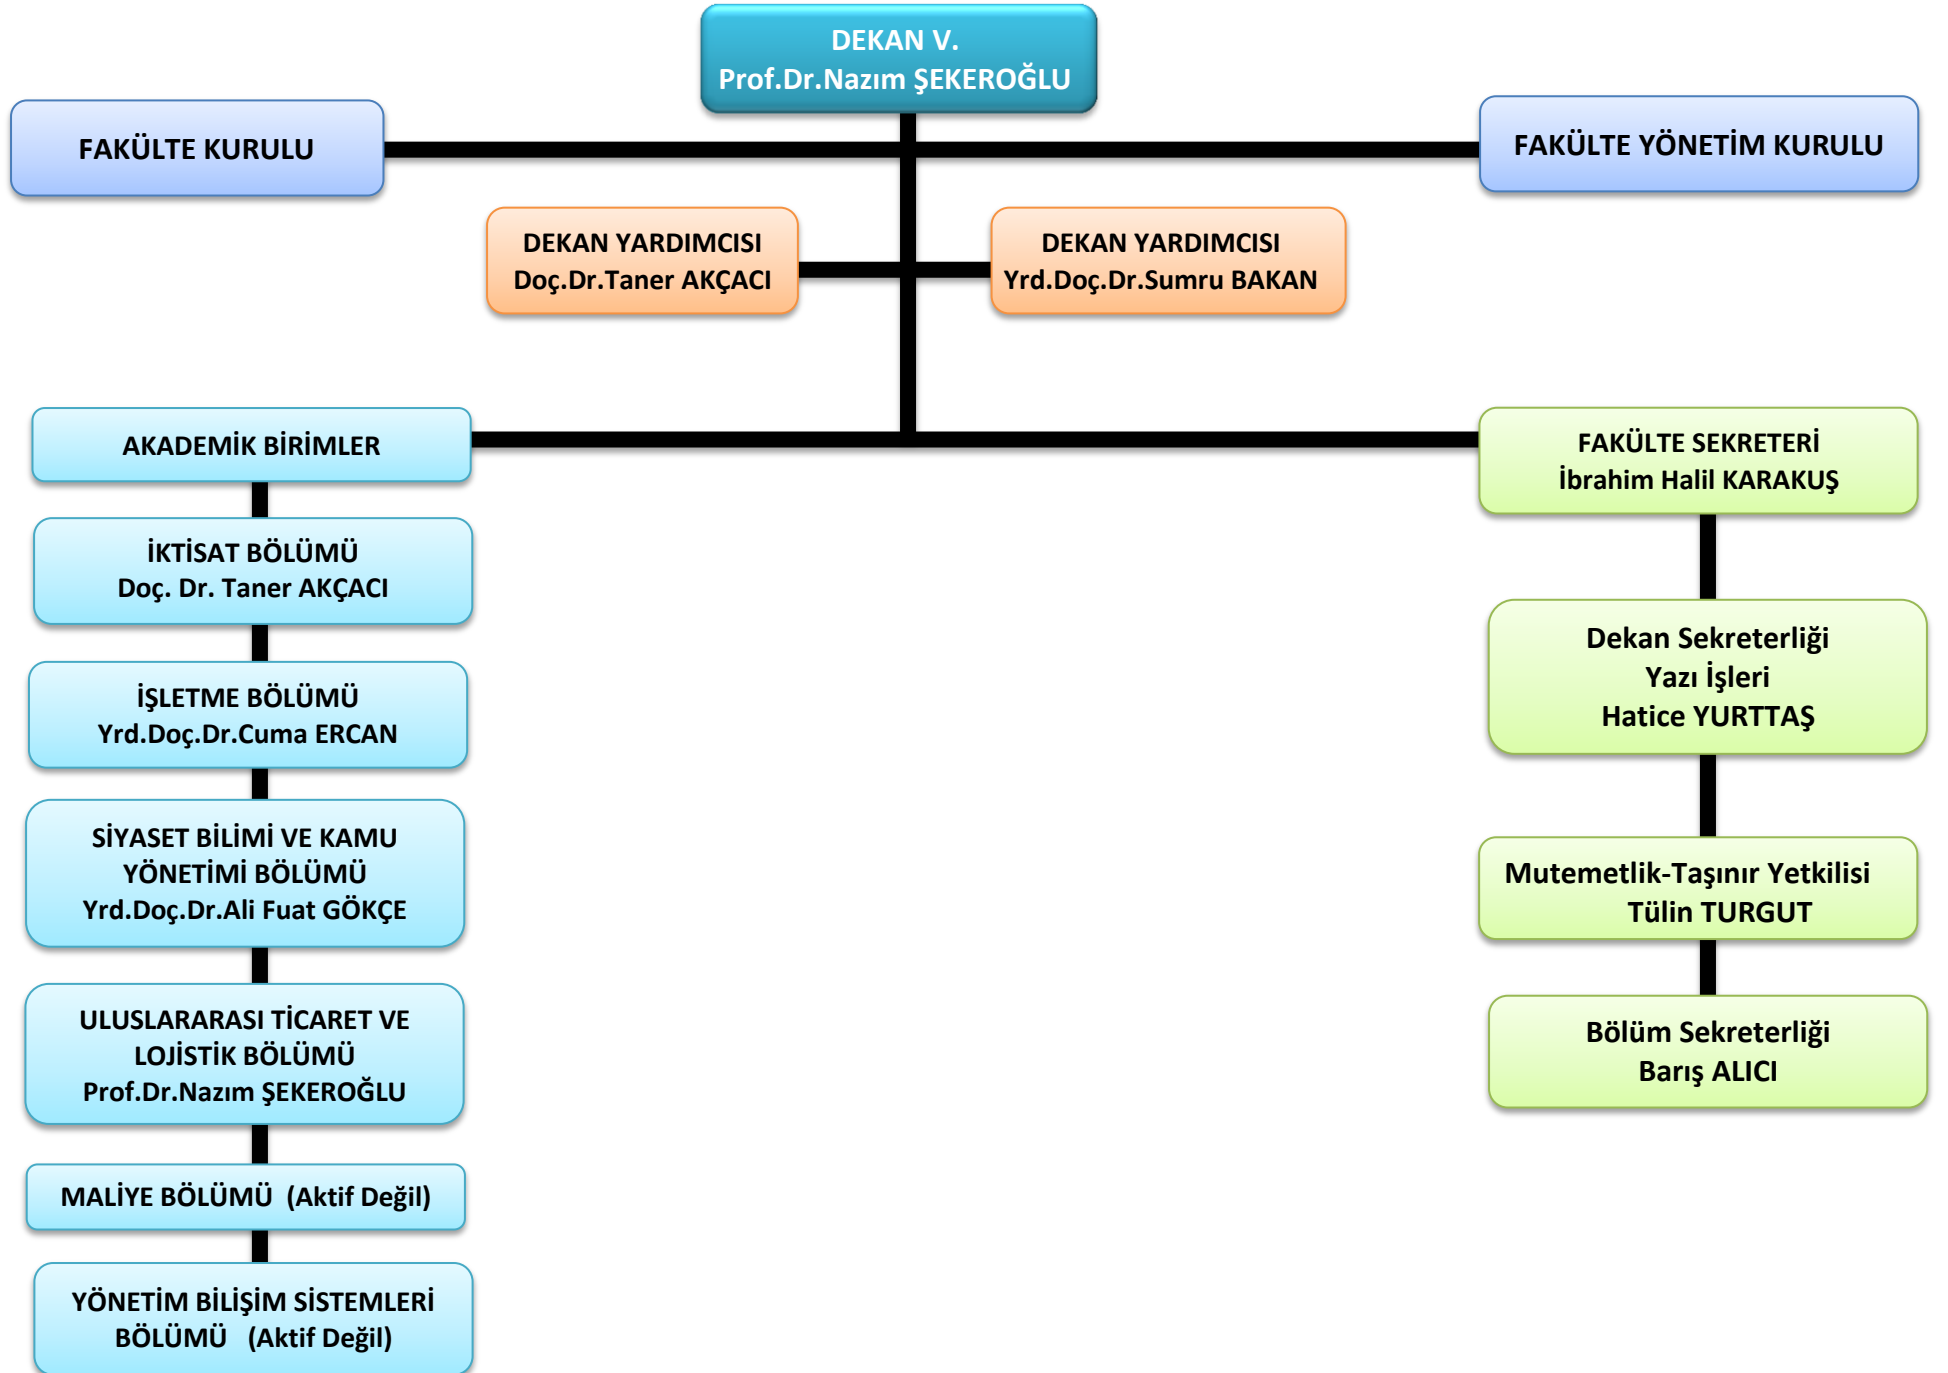 DEKAN V.
Prof.Dr.Nazım ŞEKEROĞLU
FAKÜLTE KURULU
FAKÜLTE YÖNETİM KURULU
DEKAN YARDIMCISI
Doç.Dr.Taner AKÇACI
DEKAN YARDIMCISI
Yrd.Doç.Dr.Sumru BAKAN
AKADEMİK BİRİMLER
İKTİSAT BÖLÜMÜ
Doç. Dr. Taner AKÇACI
İŞLETME BÖLÜMÜ
Yrd.Doç.Dr.Cuma ERCAN
SİYASET BİLİMİ VE KAMU
YÖNETİMİ BÖLÜMÜ
Yrd.Doç.Dr.Ali Fuat GÖKÇE
ULUSLARARASI TİCARET VE
LOJİSTİK BÖLÜMÜ
Prof.Dr.Nazım ŞEKEROĞLU
MALİYE BÖLÜMÜ (Aktif Değil)
YÖNETİM BİLİŞİM SİSTEMLERİ
BÖLÜMÜ (Aktif Değil)
FAKÜLTE SEKRETERİ
İbrahim Halil KARAKUŞ
Dekan Sekreterliği
Yazı İşleri
Hatice YURTTAŞ
Mutemetlik-Taşınır Yetkilisi
Tülin TURGUT
Bölüm Sekreterliği
Barış ALICI